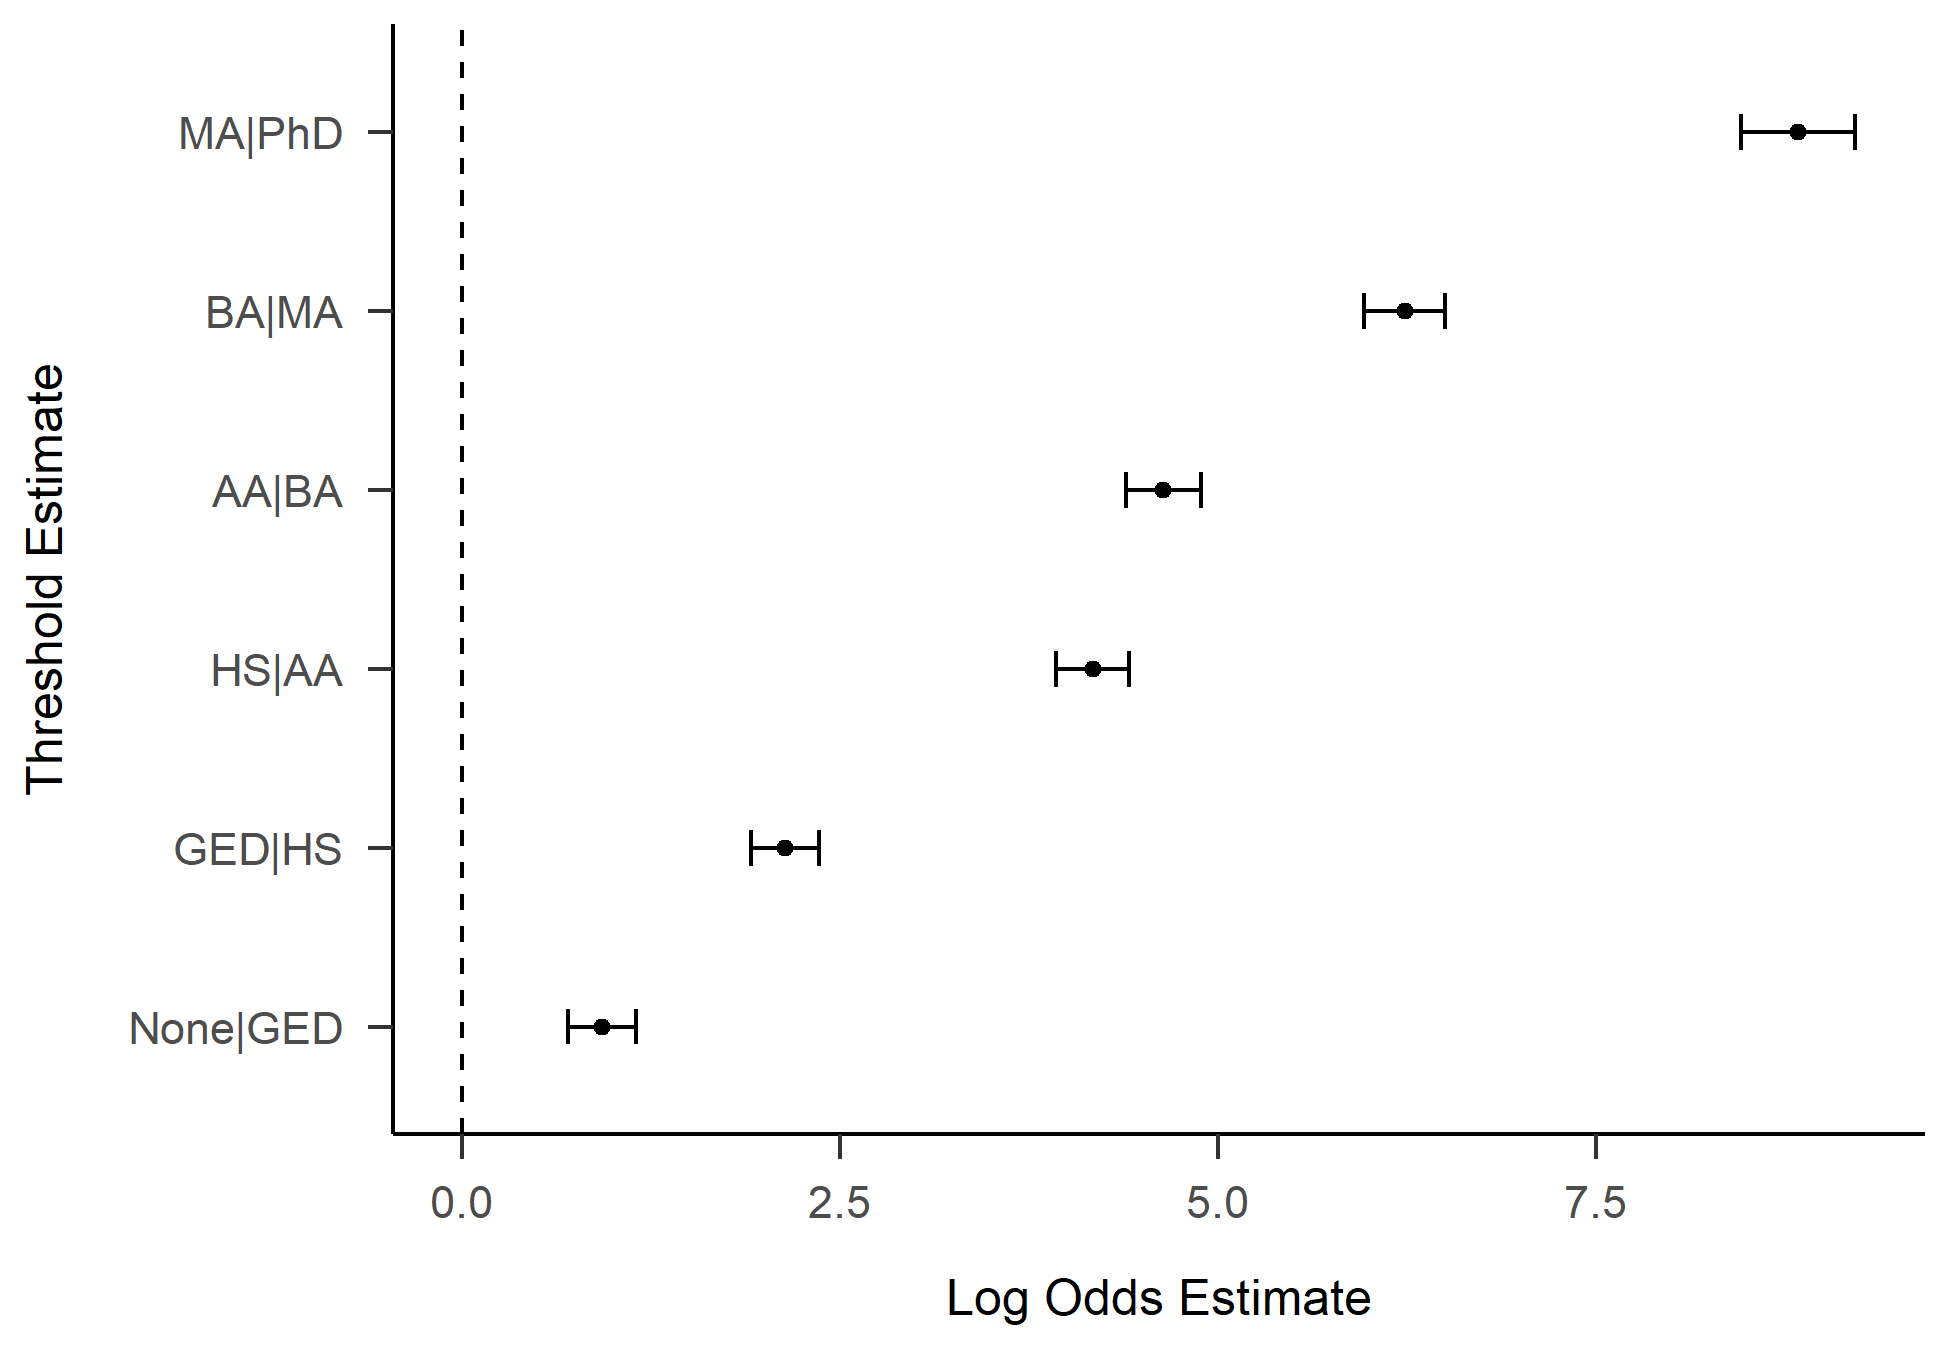 Threshold Estimate
MA|PhD
BA|MA
AA|BA
HS|AA
GED|HS
None|GED
0.0 2.5 5.0 7.5
Log Odds Estimate